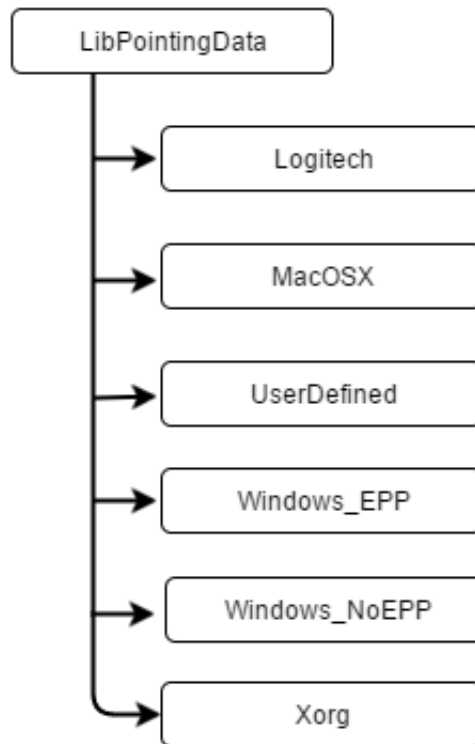 LibPointingData
Logitech
MacOSX
UserDefined
Windows_EPP
Windows_NoEPP
Xorg